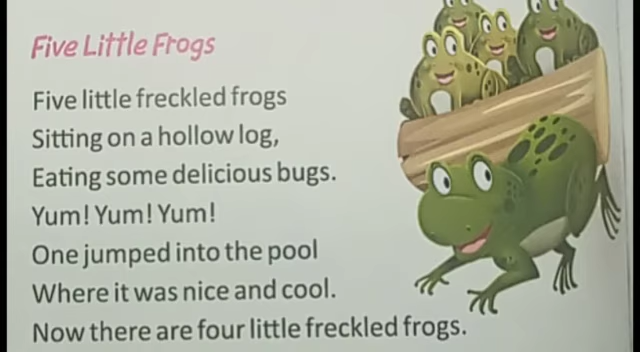 Five Little Frogs
Five little freckled frogs
Sitting on a hollow log,
Eating some delicious bugs.
Yum! Yum! Yum!
One jumped into the pool
Where it was nice and cool.
Now there are four little freckled frogs.